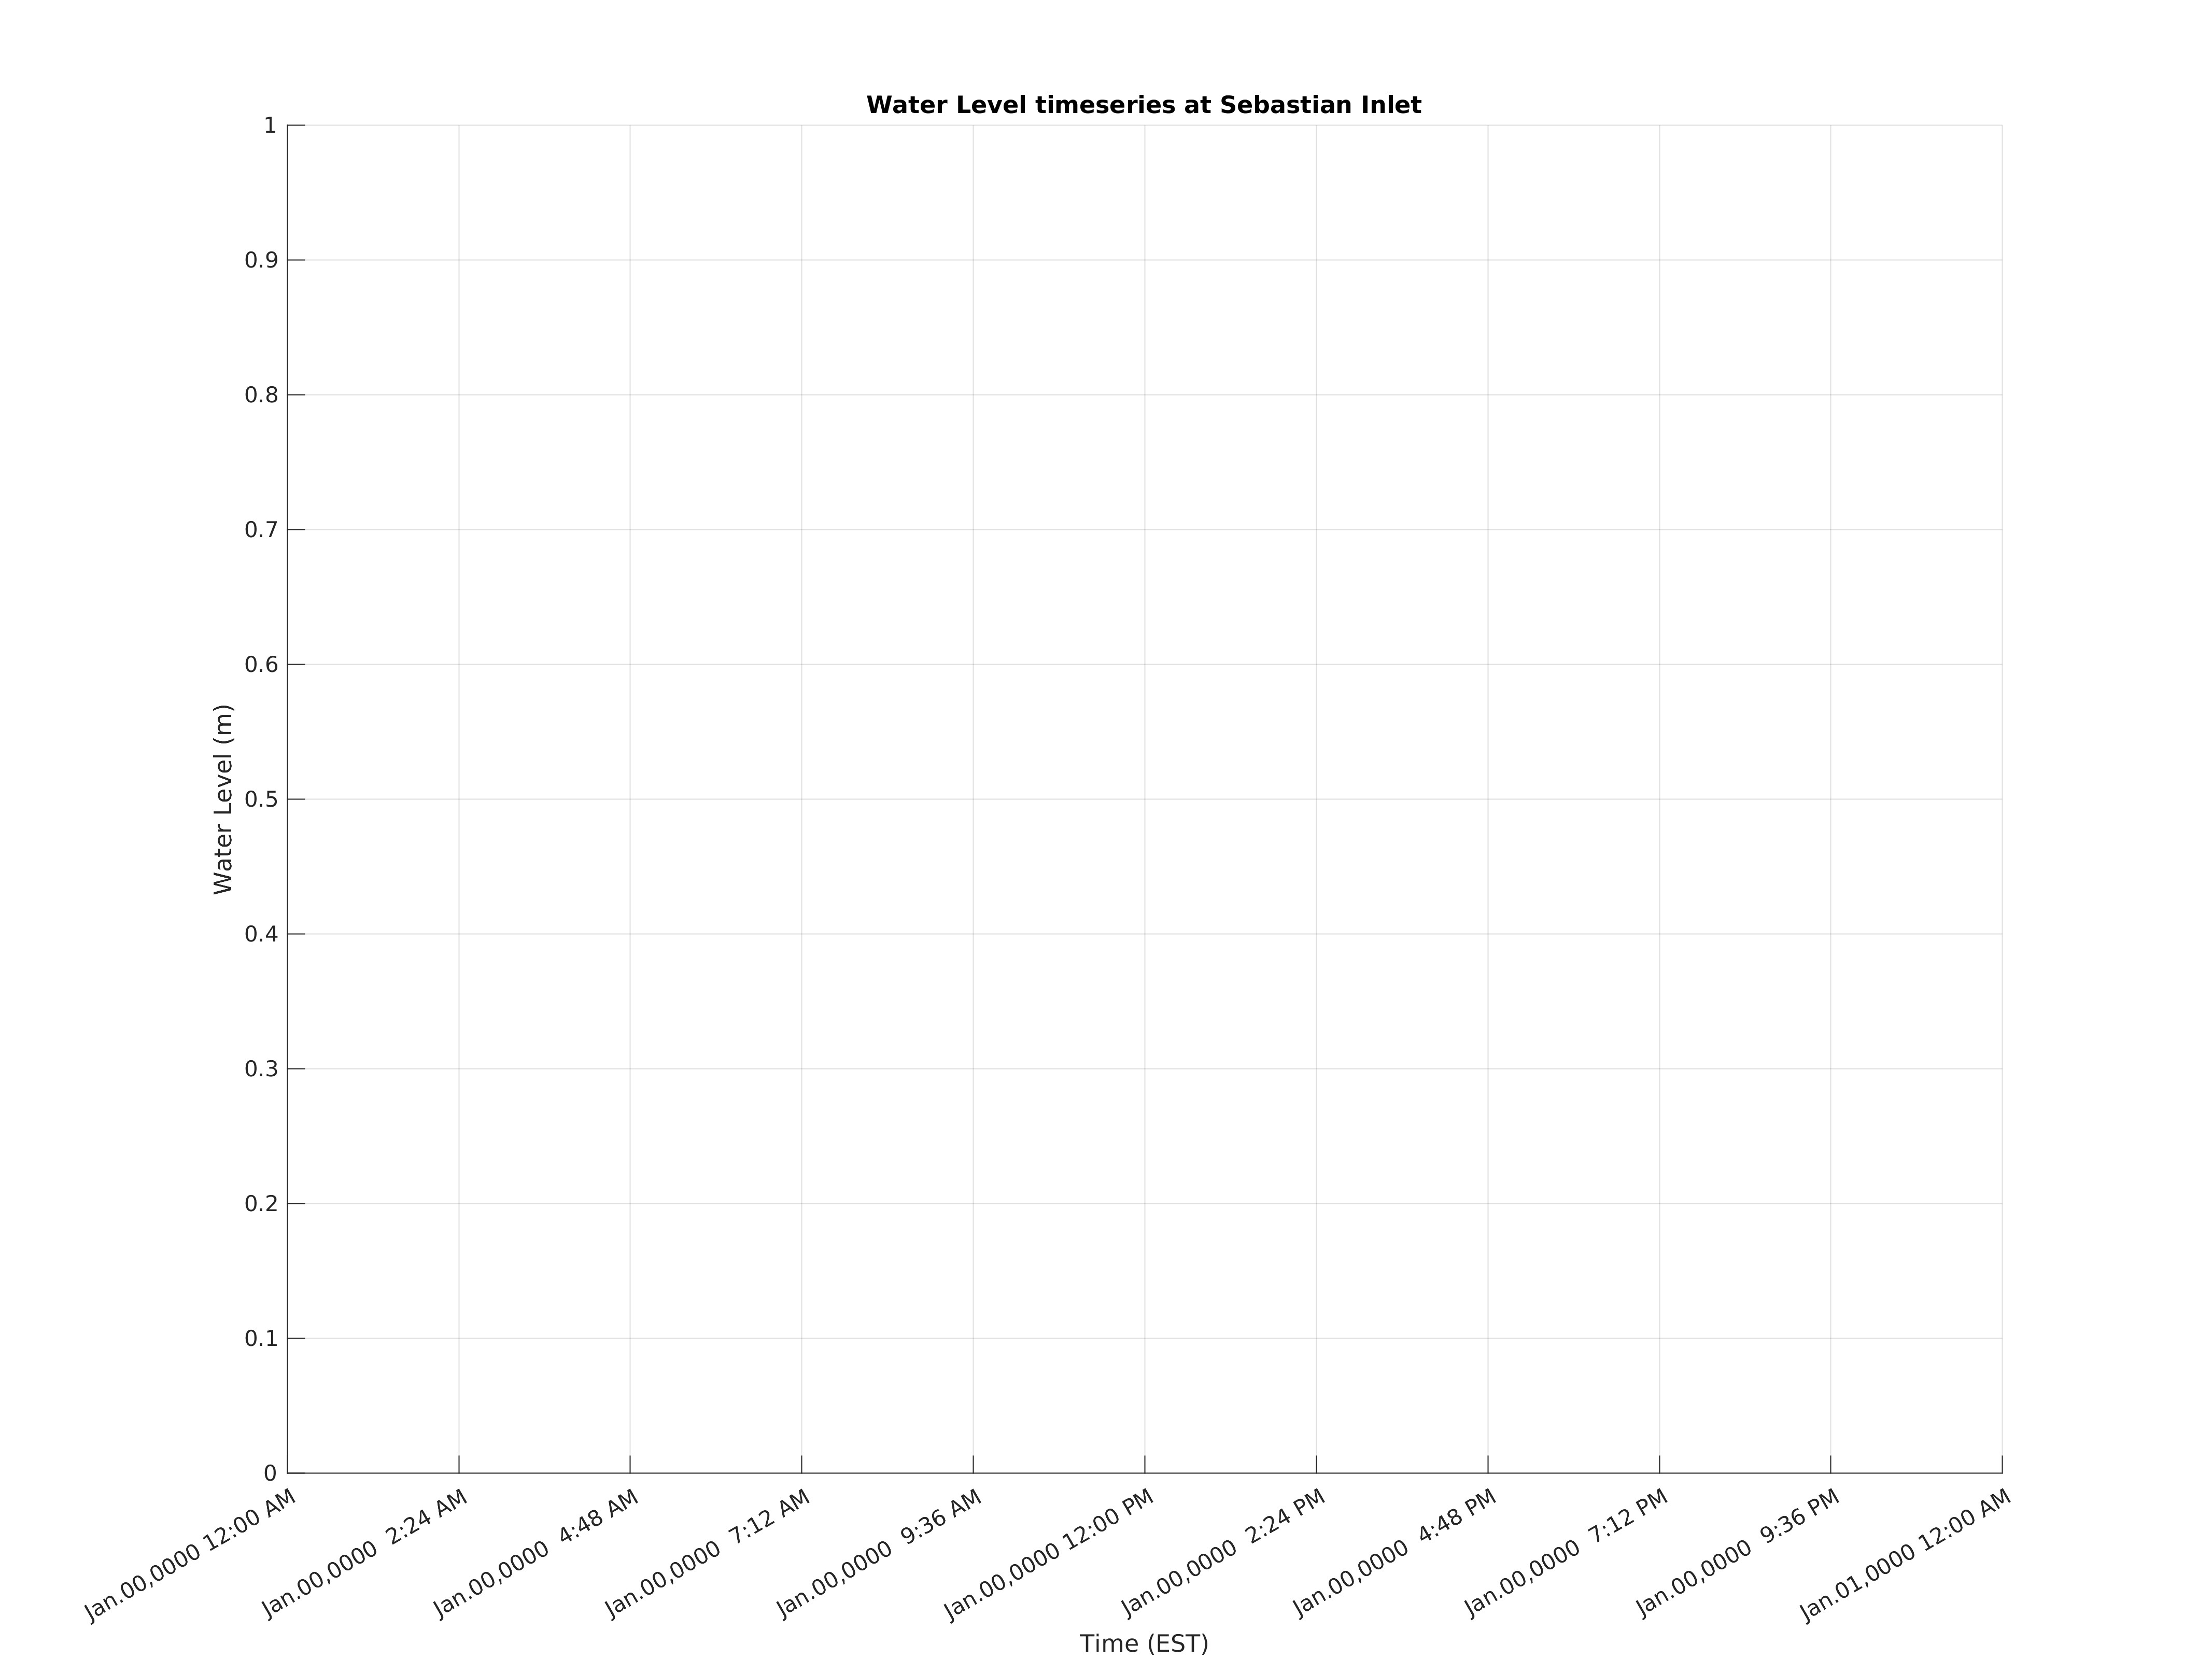 Water Level timeseries at Sebastian Inlet
1
0.9
0.8
0.7
0.6
0.5
0.4
0.3
0.2
0.1
0
Water Level (m)
Jan.00,0000 12:00 AM
Jan.00,0000  2:24 AM
Jan.00,0000  4:48 AM
Jan.00,0000  7:12 AM
Jan.00,0000  9:36 AM
Jan.00,0000 12:00 PM
Jan.00,0000  2:24 PM
Jan.00,0000  4:48 PM
Jan.00,0000  7:12 PM
Jan.00,0000  9:36 PM
Jan.01,0000 12:00 AM
Time (EST)